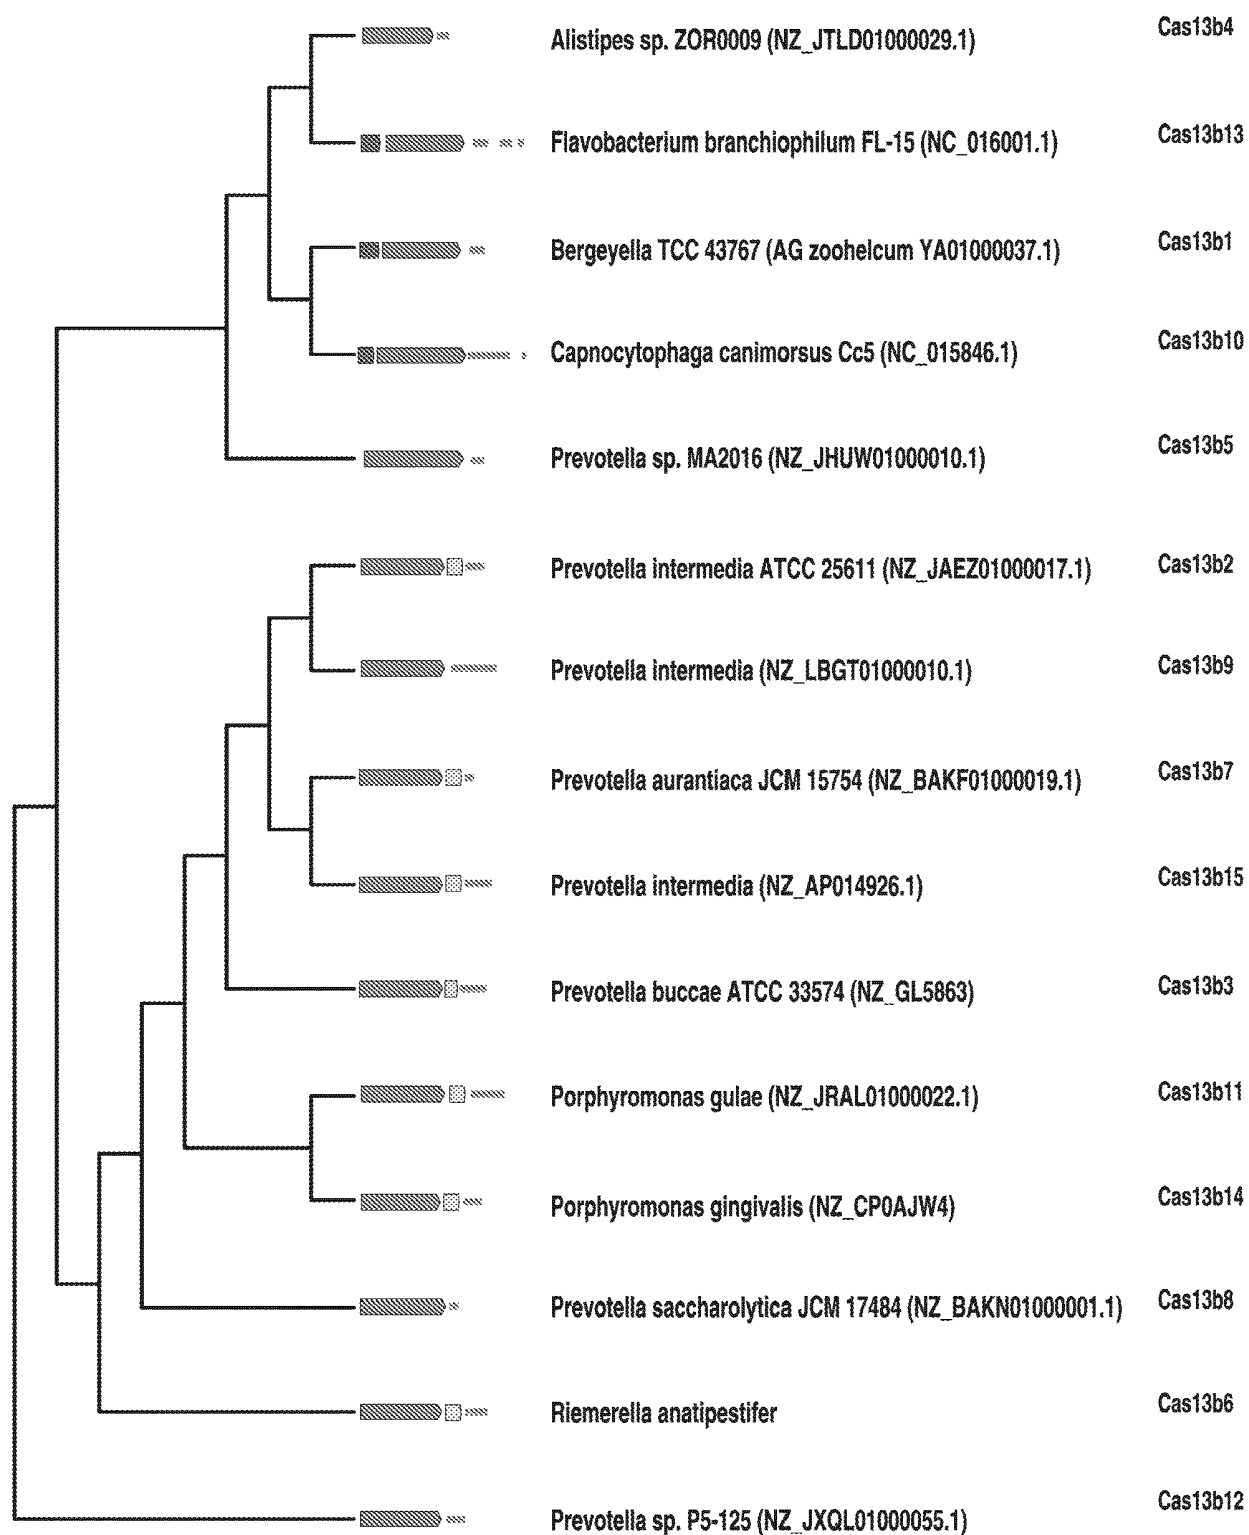 Alistipes sp. ZOR0009 (NZ_JTLD01000029.1) Cas13b4
Flavobacterium branchiophilum FL-15 (NC_016001.1) Cas13b13
Bergeyella TCC 43767 (AG zoohelcum YA01000037.1) Cas13b1
Capnocytophaga canimorsus Cc5 (NC_015846.1) Cas13b10
Prevotella sp. MA2016 (NZ_JHUW01000010.1) Cas13b5
Prevotella intermedia ATCC 25611 (NZ_JAEZ01000017.1) Cas13b2
Prevotella intermedia (NZ_LBGT01000010.1) Cas13b9
Prevotella aurantiaca JCM 15754 (NZ_BAKF01000019.1) Cas13b7
Prevotella intermedia (NZ_AP014926.1) Cas13b15
Prevotella buccae ATCC 33574 (NZ_GL5863) Cas13b3
Porphyromonas gulae (NZ_JRAL01000022.1) Cas13b11
Porphyromonas gingivalis (NZ_CP0AJW4) Cas13b14
Prevotella saccharolytica JCM 17484 (NZ_BAKN01000001.1) Cas13b8
Riemerella anatipestifer Cas13b6
Prevotella sp. P5-125 (NZ_JXQL01000055.1) Cas13b12